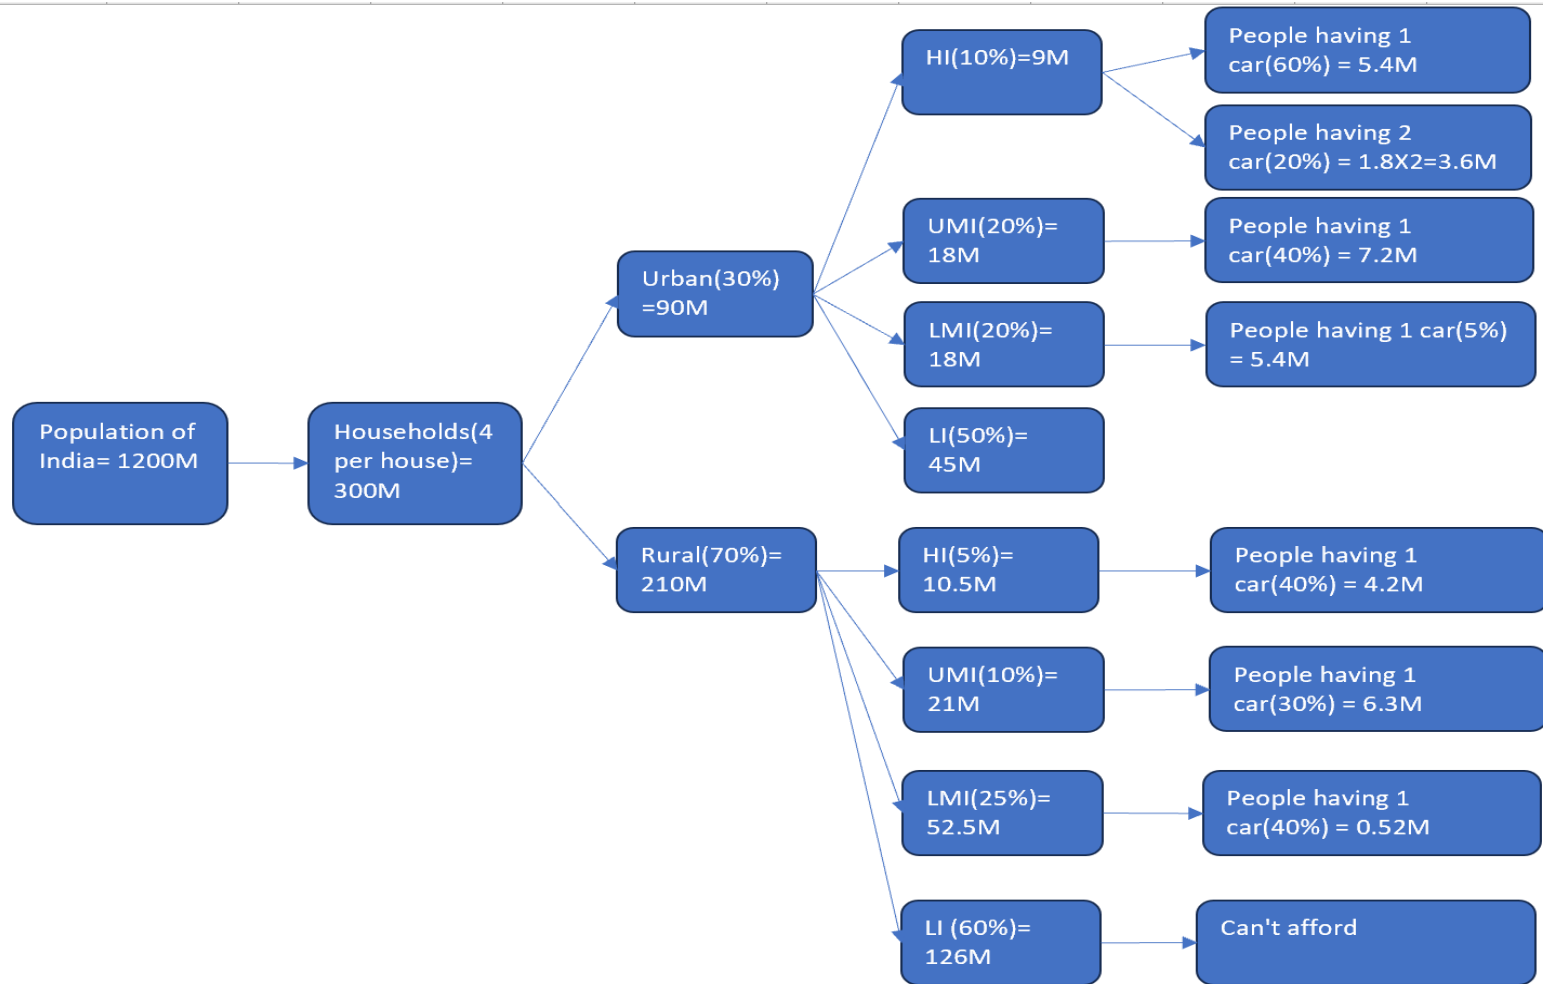 Population of
India= 1200M
Households(4
per house)=
300M
Urban(30%)
=90M
HI(10%)=9M
People having 1
car(60%) = 5.4M
People having 2
car(20%) = 1.8X2=3.6M
UMI(20%)=
18M
People having 1
car(40%) = 7.2M
LMI(20%)=
18M
People having 1 car(5%)
= 5.4M
LI(50%)=
45M
Rural(70%)=
210M
HI(5%)=
10.5M
People having 1
car(40%) = 4.2M
UMI(10%)=
21M
People having 1
car(30%) = 6.3M
LMI(25%)=
52.5M
People having 1
car(40%) = 0.52M
LI (60%)=
126M
Can't afford